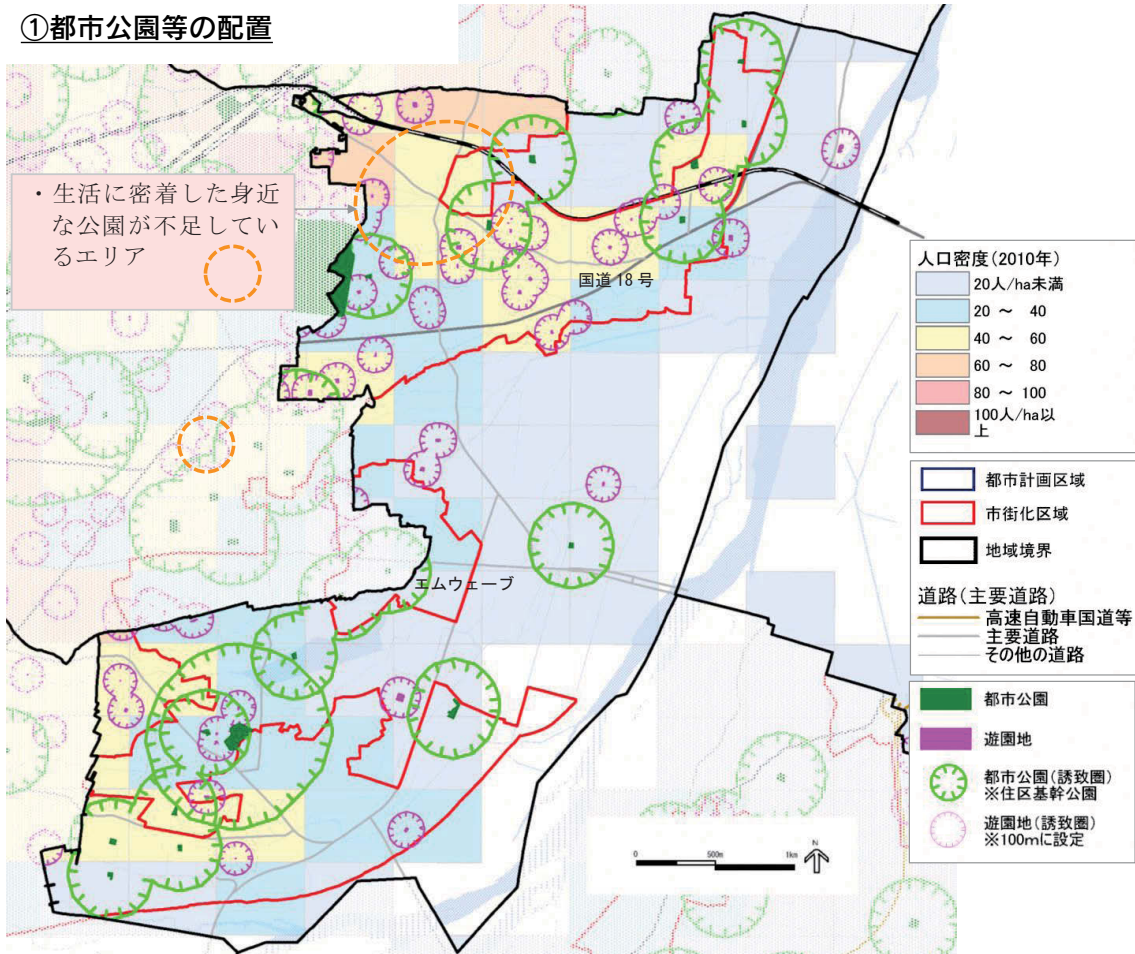 ①都市公園等の配置
・生活に密着した身近
な公園が不足してい
るエリア
国道18号
エムウェーブ
人口密度(2010年)
20人/ha未満
20 ～ 40
40 ～ 60
60 ～ 80
80 ～ 100
100人/ha以
上
都市計画区域
市街化区域
地域境界
道路(主要道路)
高速自動車国道等
主要道路
その他の道路
都市公園
遊園地
都市公園(誘致圏)
※住区基幹公園
遊園地(誘致圏)
※100mに設定
0 500m 1km
N